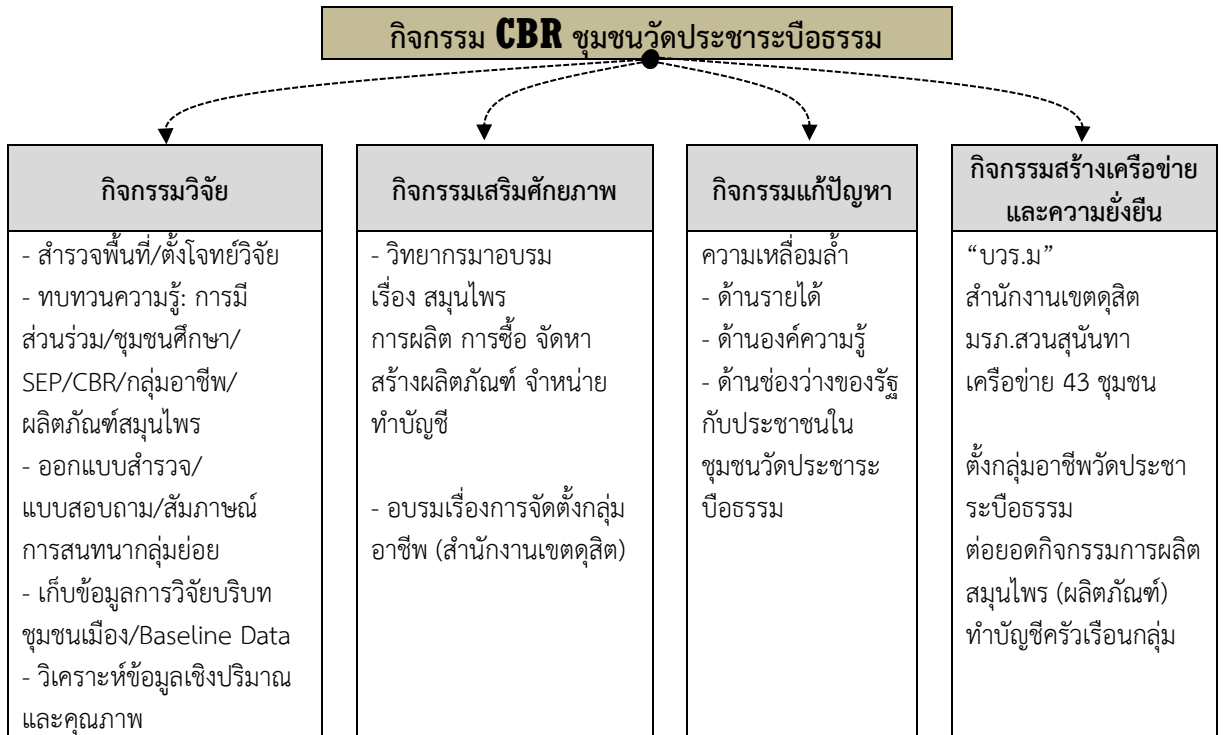 กิจกรรม CBR ชุมชนวัดประชาระบือธรรม
กิจกรรมวิจัย
- สำรวจพื้นที่/ตั้งโจทย์วิจัย
- ทบทวนความรู้: การมี
ส่วนร่วม/ชุมชนศึกษา/
SEP/CBR/กลุ่มอาชีพ/
ผลิตภัณฑ์สมุนไพร
- ออกแบบสำรวจ/
แบบสอบถาม/สัมภาษณ์
การสนทนากลุ่มย่อย
- เก็บข้อมูลการวิจัยบริบท
ชุมชนเมือง/Baseline Data
- วิเคราะห์ข้อมูลเชิงปริมาณ
และคุณภาพ
กิจกรรมเสริมศักยภาพ
- วิทยากรมาอบรม
เรื่อง สมุนไพร
การผลิต การซื้อ จัดหา
สร้างผลิตภัณฑ์ จำหน่าย
ทำบัญชี
- อบรมเรื่องการจัดตั้งกลุ่ม
อาชีพ (สำนักงานเขตดุสิต)
กิจกรรมแก้ปัญหา
ความเหลื่อมล้ำ
- ด้านรายได้
- ด้านองค์ความรู้
- ด้านช่องว่างของรัฐ
กับประชาชนใน
ชุมชนวัดประชาระ
บือธรรม
กิจกรรมสร้างเครือข่าย
และความยั่งยืน
“บวร.ม”
สำนักงานเขตดุสิต
มรภ.สวนสุนันทา
เครือข่าย 43 ชุมชน
ตั้งกลุ่มอาชีพวัดประชา
ระบือธรรม
ต่อยอดกิจกรรมการผลิต
สมุนไพร (ผลิตภัณฑ์)
ทำบัญชีครัวเรือนกลุ่ม